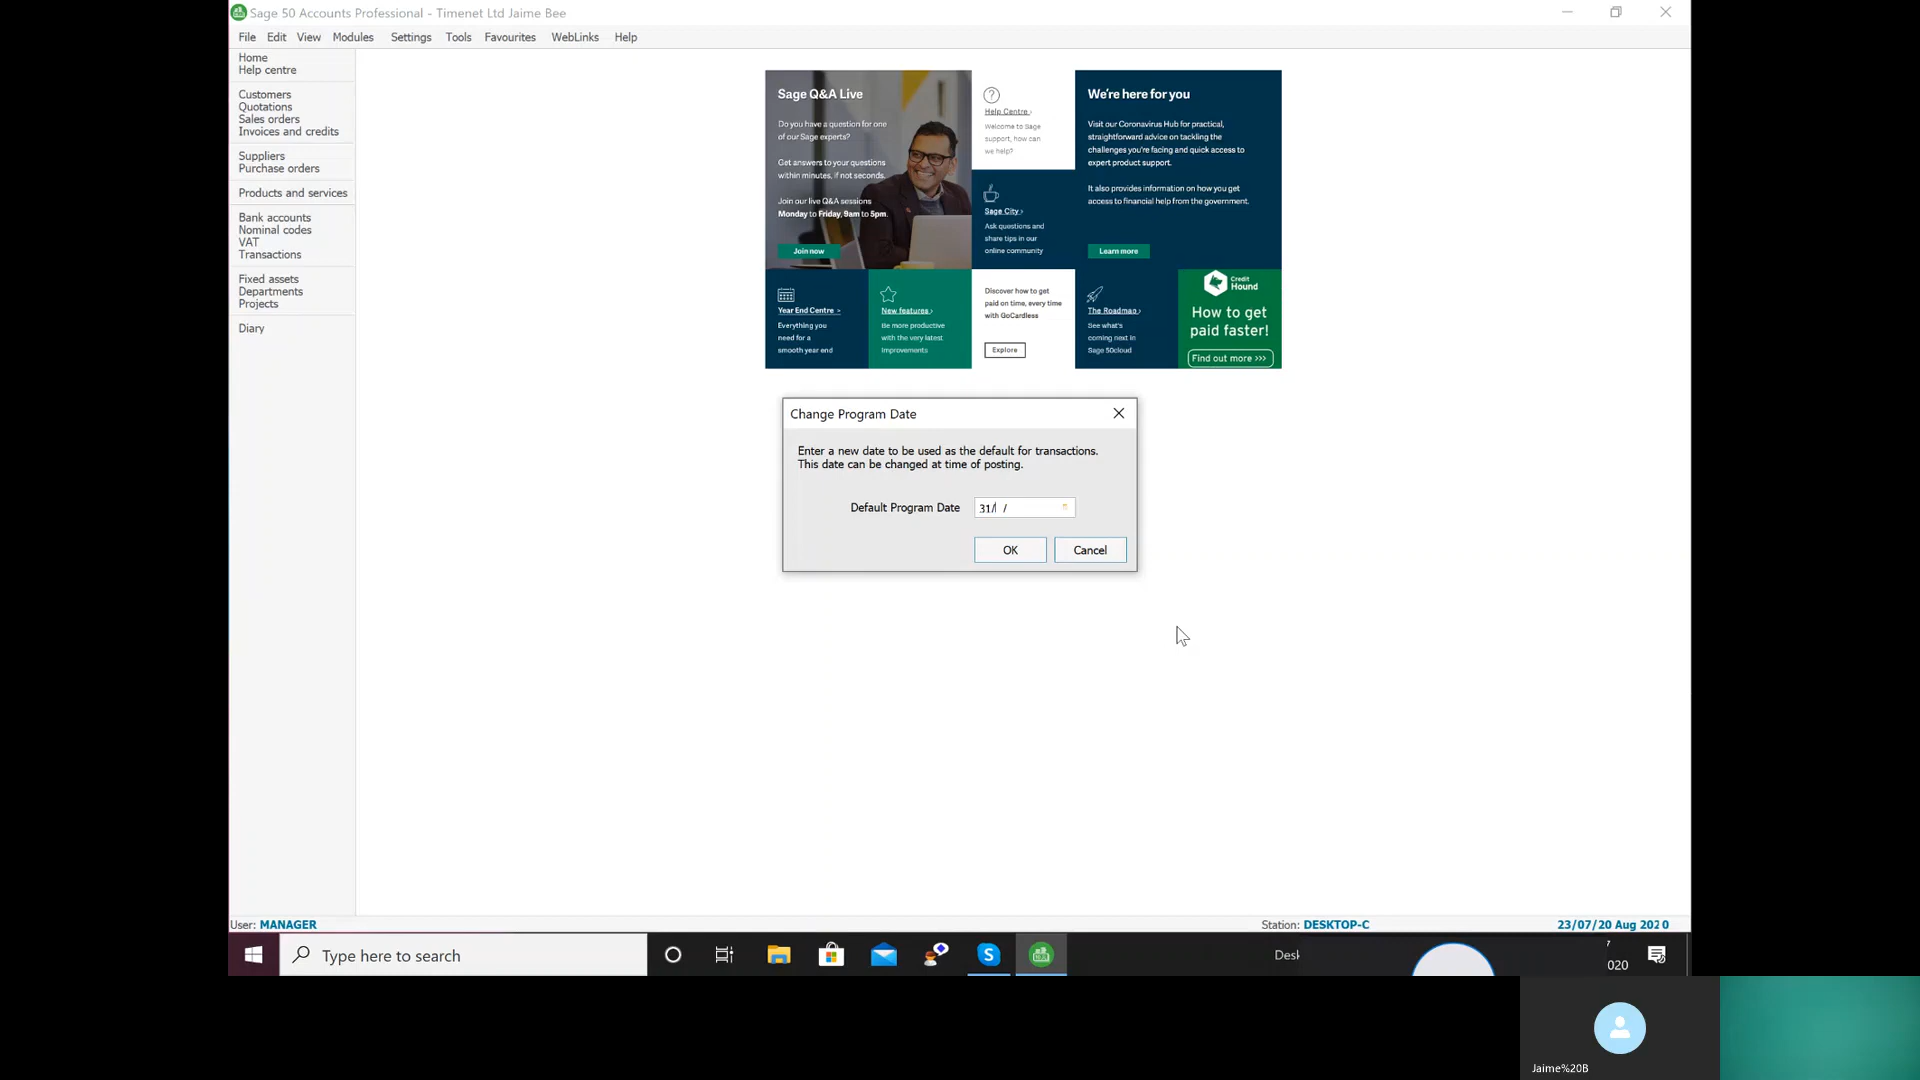 Sage 50 Accounts Professional - Timenet Ltd Jaime Bee
File Edit View Modules Settings Tools Favourites WebLinks Help
Home
Help centre
Customers
Quotations
Sales orders
Invoices and credits
Suppliers
Purchase orders
Products and services
Bank accounts
Nominal codes
VAT
Transactions
Fixed assets
Departments
Projects
Diary
Sage Q&A Live
Do you have a question for one
of our Sage experts?
Get answers to your questions
within minutes, if not seconds.
Join our live Q&A sessions
Monday to Friday, 9am to 5pm.
Join now
Help Centre ›
Welcome to Sage
support, how can
we help?
Sage City ›
Ask questions and
share tips in our
online community
We're here for you
Visit our Coronavirus Hub for practical,
straightforward advice on tackling the
challenges you're facing and quick access to
expert product support.
It also provides information on how you get
access to financial help from the government.
Learn more
Year End Centre >
Everything you
need for a
smooth year end
New features ›
Be more productive
with the very latest
improvements
Discover how to get
paid on time, every time
with GoCardless
Explore
The Roadmap ›
See what's
coming next in
Sage 50cloud
Credit
Hound
How to get
paid faster!
Find out more >>>
Change Program Date
Enter a new date to be used as the default for transactions.
This date can be changed at time of posting.
Default Program Date 31/ /
OK Cancel
User: MANAGER
Station: DESKTOP-C
23/07/20 Aug 2020
Type here to search
Desk
7
020
Jaime%20B